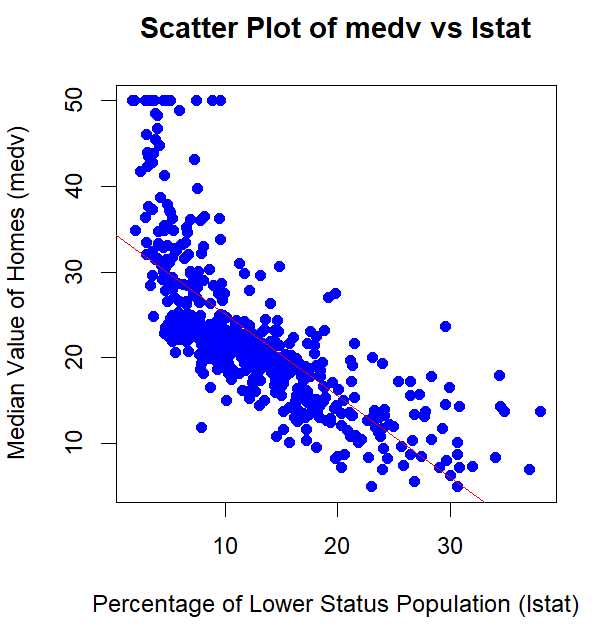 Scatter Plot of medv vs lstat
Median Value of Homes (medv)
50
40
30
20
10
10 20 30
Percentage of Lower Status Population (lstat)